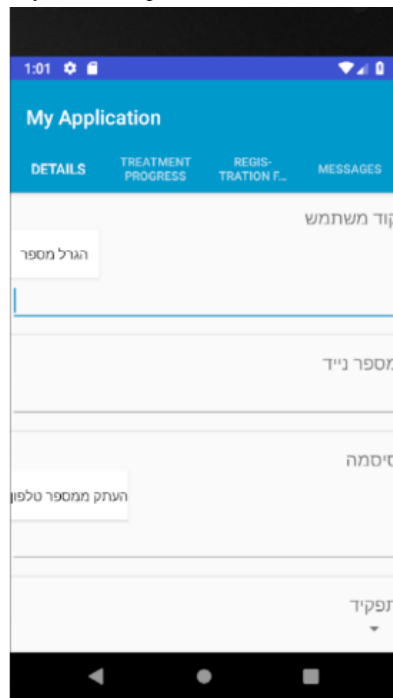 1:01
My Application
DETAILS
TREATMENT
PROGRESS
REGIS-
TRATION F...
MESSAGES
קוד משתמש
הגרל מספר
מספר נייד
סיסמה
העתק ממספר טלפון
תפקיד